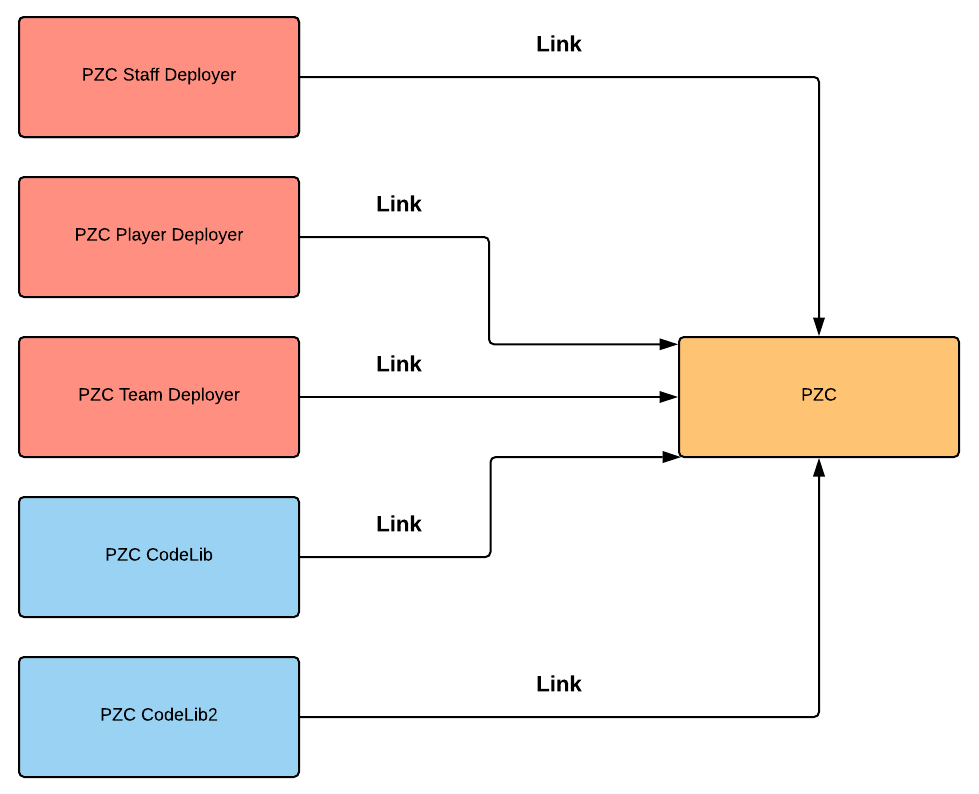 Link
PZC Staff Deployer
Link
PZC Player Deployer
Link
PZC Team Deployer
PZC
Link
PZC CodeLib
Link
PZC CodeLib2